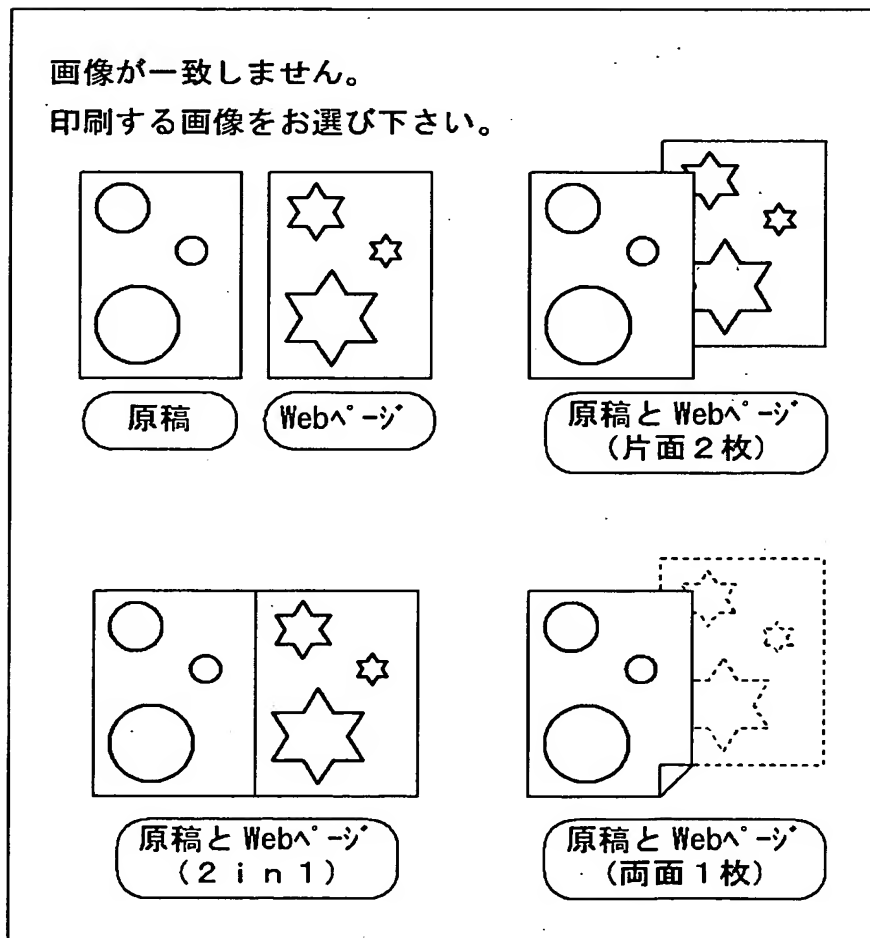 画像が一致しません。
印刷する画像をお選び下さい。
原稿
Webﾍﾟｰｼﾞ
原稿と Webﾍﾟｰｼﾞ
(片面2枚)
原稿と Webﾍﾟｰｼﾞ
(2in1)
原稿と Webﾍﾟｰｼﾞ
(両面1枚)